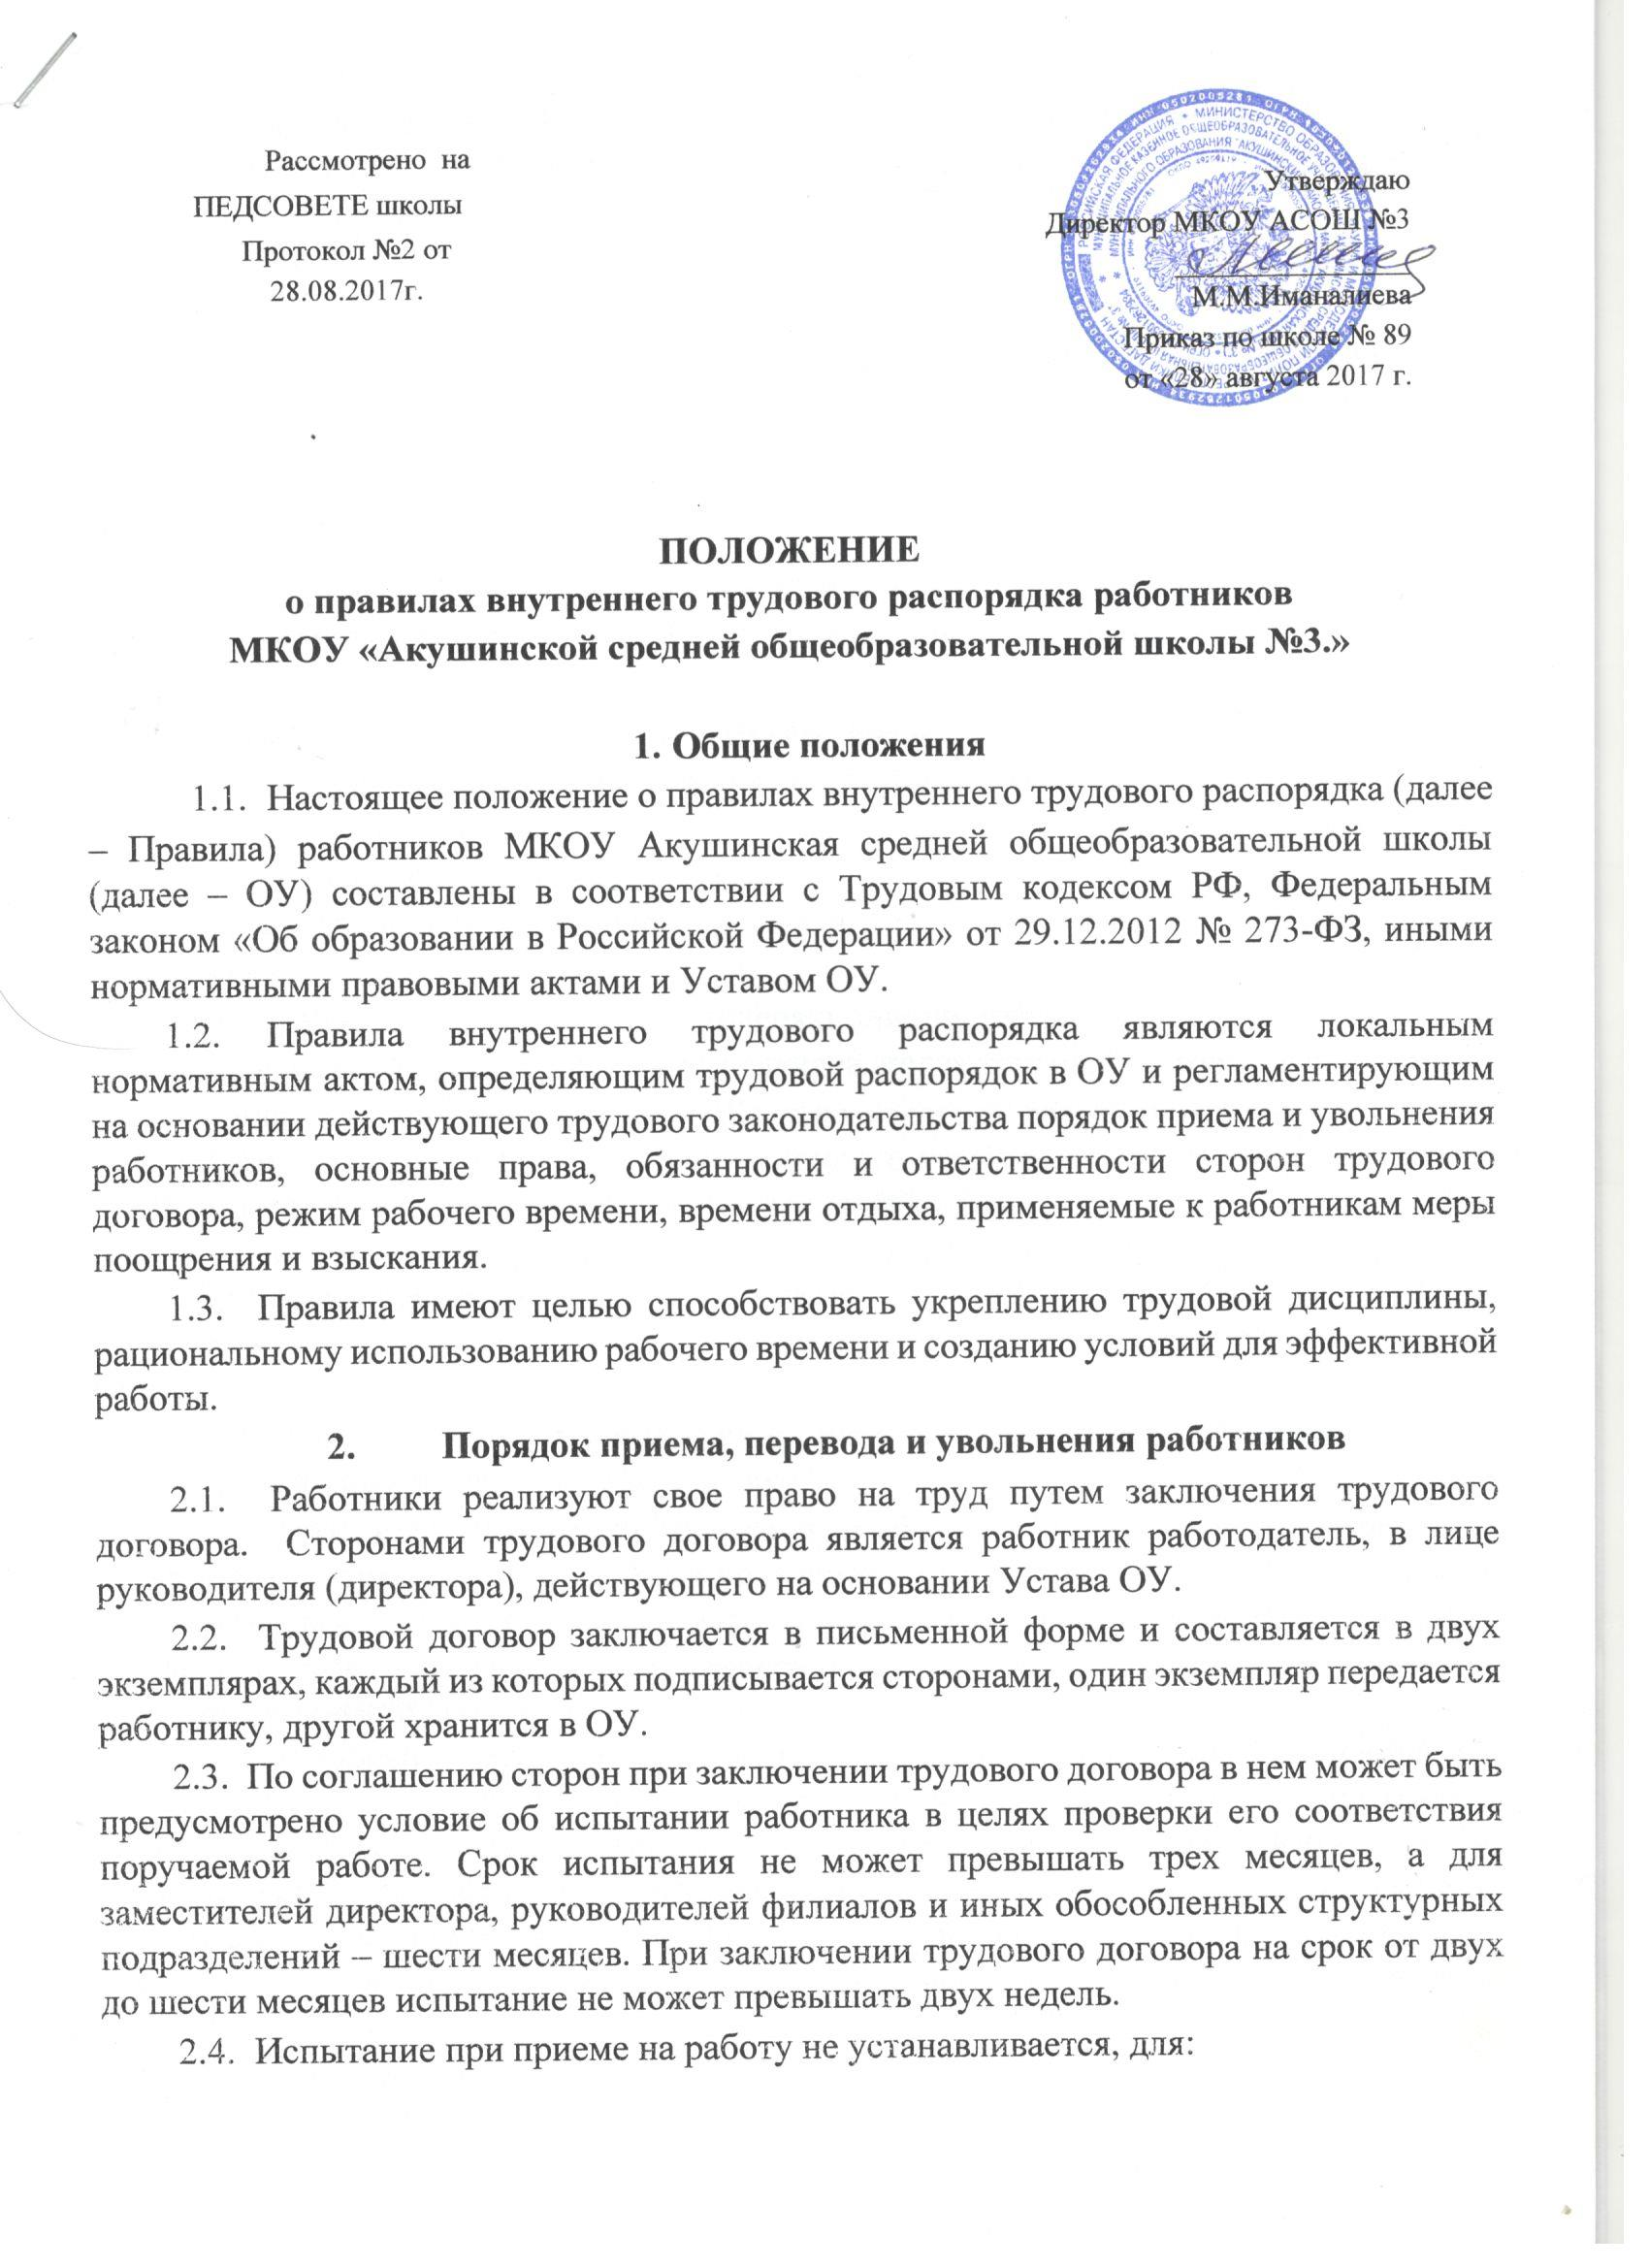 Рассмотрено на
ПЕДСОВЕТЕ школы
Протокол №2 от
28.08.2017г.
Утверждаю
Директор МКОУ АСОШ №3
М.М.Иманалиева
Приказ по школе № 89
от «28» августа 2017 г.
ПОЛОЖЕНИЕ
о правилах внутреннего трудового распорядка работников
МКОУ «Акушинской средней общеобразовательной школы №3.»
1. Общие положения
1.1. Настоящее положение о правилах внутреннего трудового распорядка (далее
– Правила) работников МКОУ Акушинская средней общеобразовательной школы
(далее – ОУ) составлены в соответствии с Трудовым кодексом РФ, Федеральным
законом «Об образовании в Российской Федерации» от 29.12.2012 № 273-ФЗ, иными
нормативными правовыми актами и Уставом ОУ.
1.2. Правила внутреннего трудового распорядка являются локальным
нормативным актом, определяющим трудовой распорядок в ОУ и регламентирующим
на основании действующего трудового законодательства порядок приема и увольнения
работников, основные права, обязанности и ответственности сторон трудового
договора, режим рабочего времени, времени отдыха, применяемые к работникам меры
поощрения и взыскания.
1.3. Правила имеют целью способствовать укреплению трудовой дисциплины,
рациональному использованию рабочего времени и созданию условий для эффективной
работы.
2. Порядок приема, перевода и увольнения работников
2.1. Работники реализуют свое право на труд путем заключения трудового
договора. Сторонами трудового договора является работник работодатель, в лице
руководителя (директора), действующего на основании Устава ОУ.
2.2. Трудовой договор заключается в письменной форме и составляется в двух
экземплярах, каждый из которых подписывается сторонами, один экземпляр передается
работнику, другой хранится в ОУ.
2.3. По соглашению сторон при заключении трудового договора в нем может быть
предусмотрено условие об испытании работника в целях проверки его соответствия
поручаемой работе. Срок испытания не может превышать трех месяцев, а для
заместителей директора, руководителей филиалов и иных обособленных структурных
подразделений – шести месяцев. При заключении трудового договора на срок от двух
до шести месяцев испытание не может превышать двух недель.
2.4. Испытание при приеме на работу не устанавливается, для: